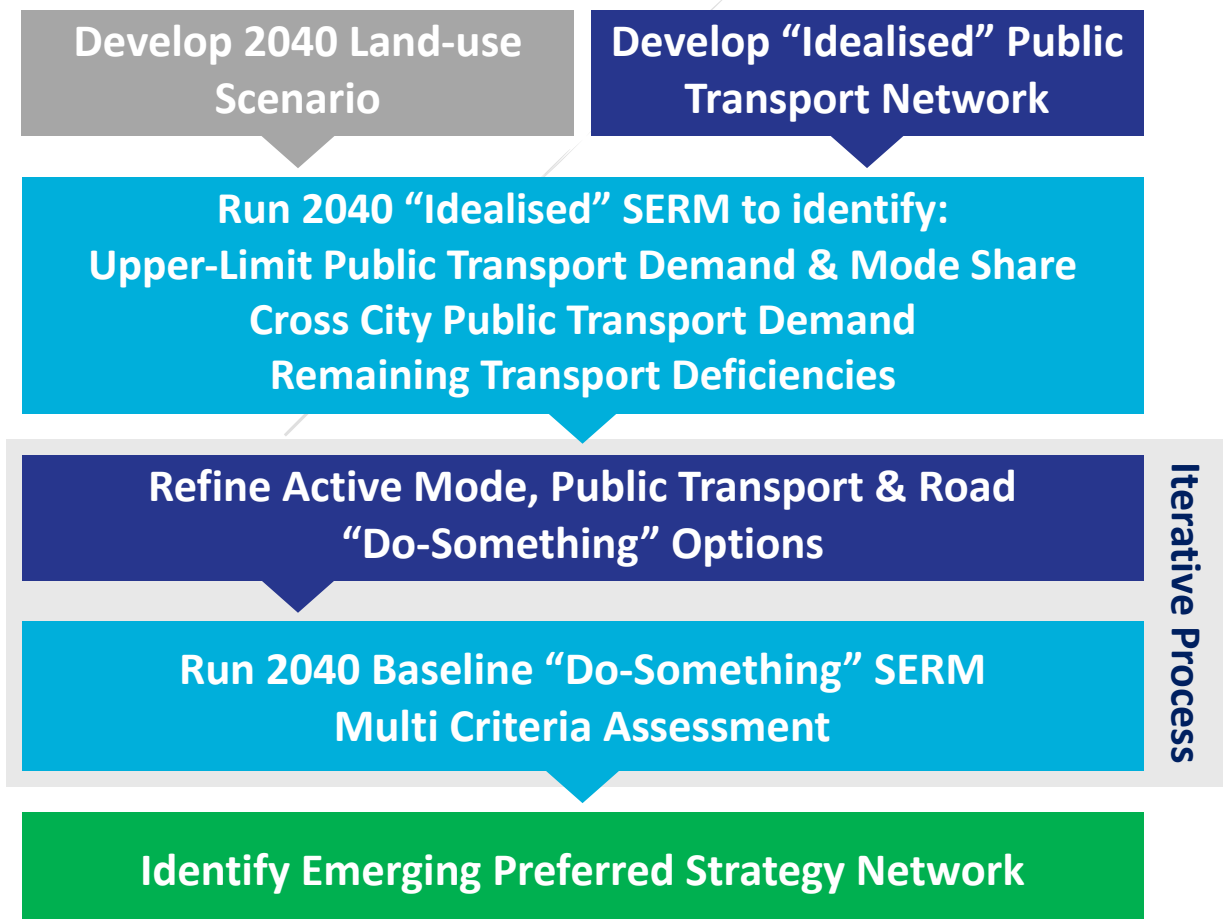 Develop 2040 Land-use
Scenario
Develop “Idealised” Public
Transport Network
Run 2040 “Idealised” SERM to identify:
Upper-Limit Public Transport Demand & Mode Share
Cross City Public Transport Demand
Remaining Transport Deficiencies
Refine Active Mode, Public Transport & Road
“Do-Something” Options
Run 2040 Baseline “Do-Something” SERM
Multi Criteria Assessment
Iterative Process
Identify Emerging Preferred Strategy Network